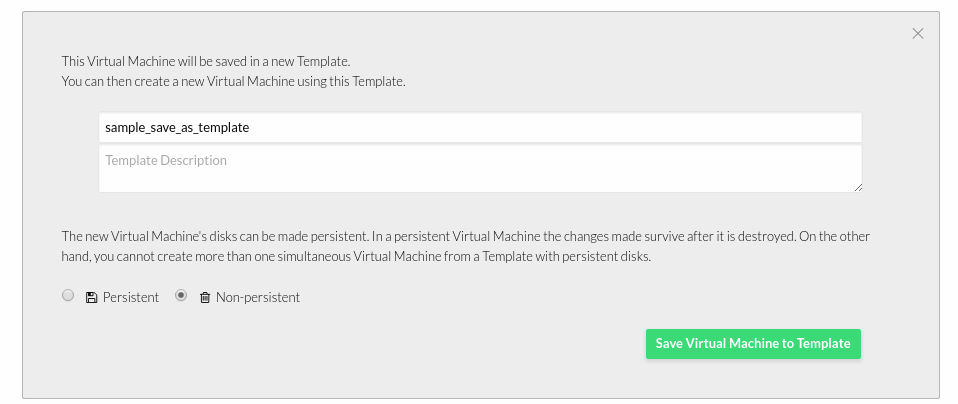 This Virtual Machine will be saved in a new Template.
You can then create a new Virtual Machine using this Template.
sample_save_as_template
Template Description
The new Virtual Machine's disks can be made persistent. In a persistent Virtual Machine the changes made survive after it is destroyed. On the other
hand, you cannot create more than one simultaneous Virtual Machine from a Template with persistent disks.
Persistent Non-persistent
Save Virtual Machine to Template